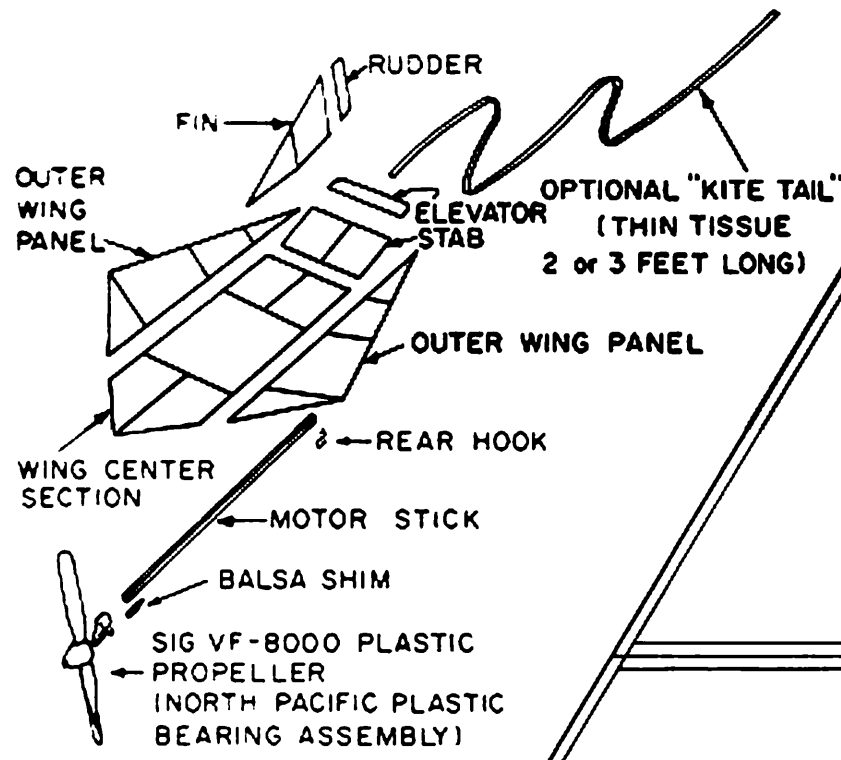 RUDDER
FIN
OUTER
WING
PANEL
OPTIONAL "KITE TAIL"
(THIN TISSUE
2 or 3 FEET LONG)
ELEVATOR
STAB
OUTER WING PANEL
REAR HOOK
WING CENTER
SECTION
MOTOR STICK
BALSA SHIM
SIG VF-8000 PLASTIC
PROPELLER
(NORTH PACIFIC PLASTIC
BEARING ASSEMBLY)